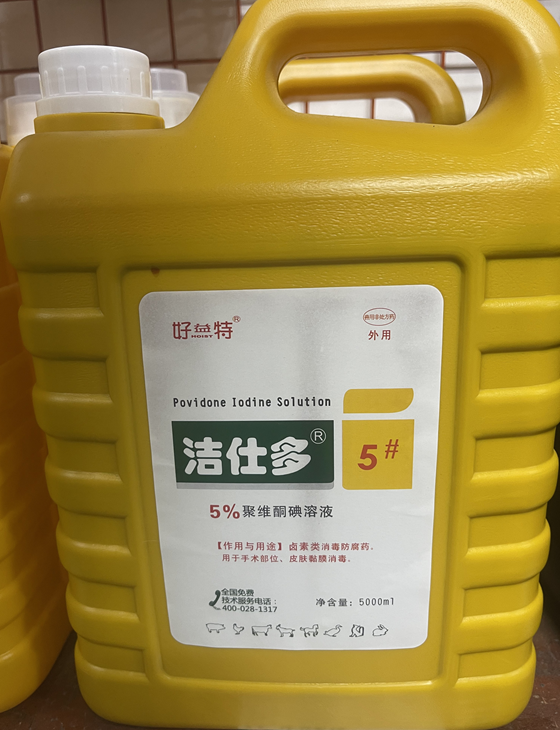 好益特®
HOIST
兽用非处方药
外用
Povidone Iodine Solution
洁仕多®
5#
5%聚维酮碘溶液
【作用与用途】卤素类消毒防腐药。
用于手术部位、皮肤黏膜消毒。
全国免费
技术服务电话：
400-028-1317
净含量：5000ml